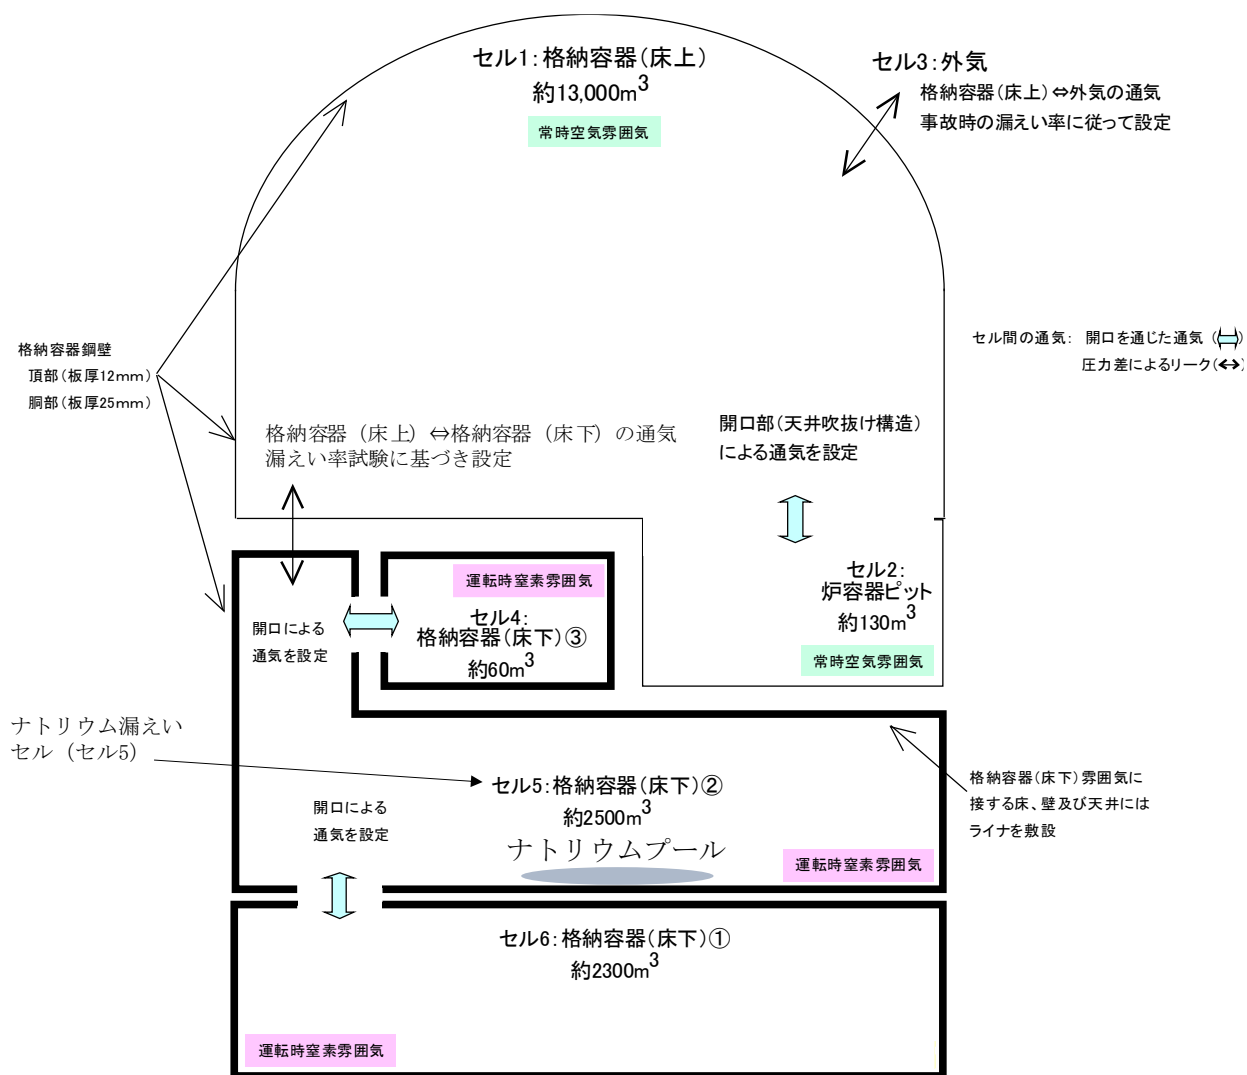 セル1：格納容器（床上）
約13,000m3
常時空気雰囲気
セル3：外気
格納容器（床上）⇔外気の通気
事故時の漏えい率に従って設定
セル間の通気： 開口を通じた通気（⇔）
圧力差によるリーク（↔）
格納容器鋼壁
頂部（板厚12mm）
胴部（板厚25mm）
格納容器（床上）⇔格納容器（床下）の通気
漏えい率試験に基づき設定
開口部（天井吹抜け構造）
による通気を設定
セル2：
炉容器ピット
約130m3
常時空気雰囲気
運転時窒素雰囲気
セル4：
格納容器（床下）③
約60m3
開口による
通気を設定
ナトリウム漏えい
セル（セル5）
セル5：格納容器（床下）②
約2500m3
ナトリウムプール
運転時窒素雰囲気
開口による
通気を設定
格納容器（床下）雰囲気に
接する床、壁及び天井には
ライナを敷設
セル6：格納容器（床下）①
約2300m3
運転時窒素雰囲気